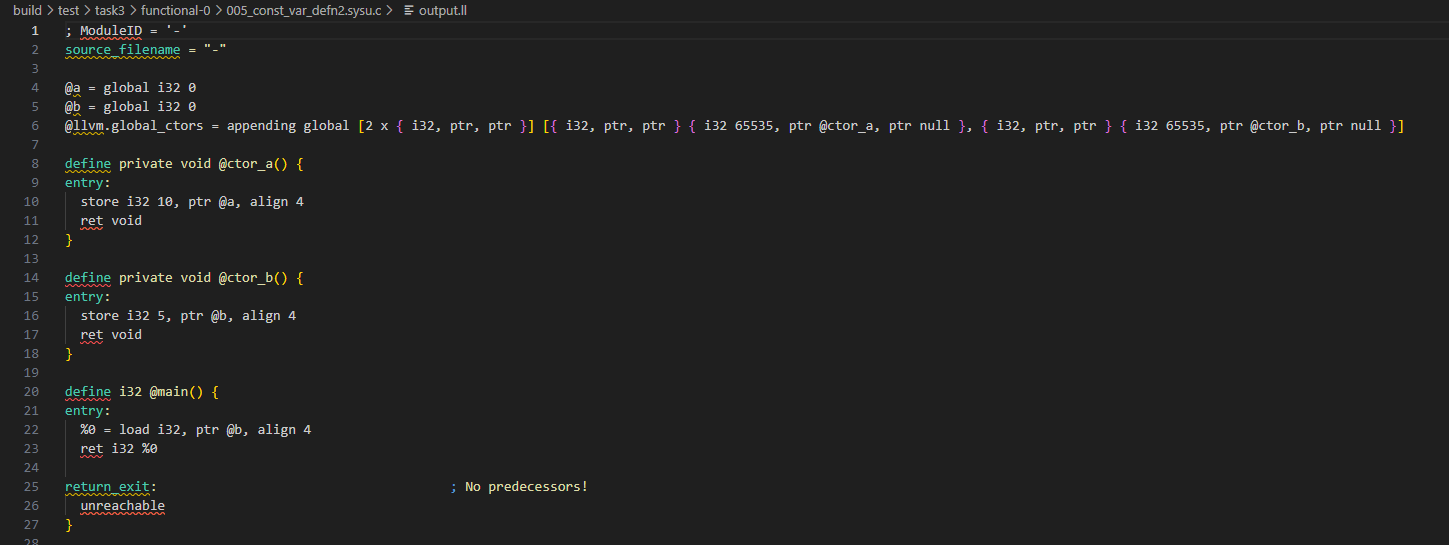 build > test > task3 > functional-0 > 005_const_var_defn2.sysu.c > output.ll
1 ; ModuleID = '-'
2 source_filename = "-"
3
4 @a = global i32 0
5 @b = global i32 0
6 @llvm.global_ctors = appending global [2 x { i32, ptr, ptr }] [{ i32, ptr, ptr } { i32 65535, ptr @ctor_a, ptr null }, { i32, ptr, ptr } { i32 65535, ptr @ctor_b, ptr null }]
7
8 define private void @ctor_a() {
9 entry:
10   store i32 10, ptr @a, align 4
11   ret void
12 }
13
14 define private void @ctor_b() {
15 entry:
16   store i32 5, ptr @b, align 4
17   ret void
18 }
19
20 define i32 @main() {
21 entry:
22   %0 = load i32, ptr @b, align 4
23   ret i32 %0
24
25 return_exit:                                      ; No predecessors!
26   unreachable
27 }
28